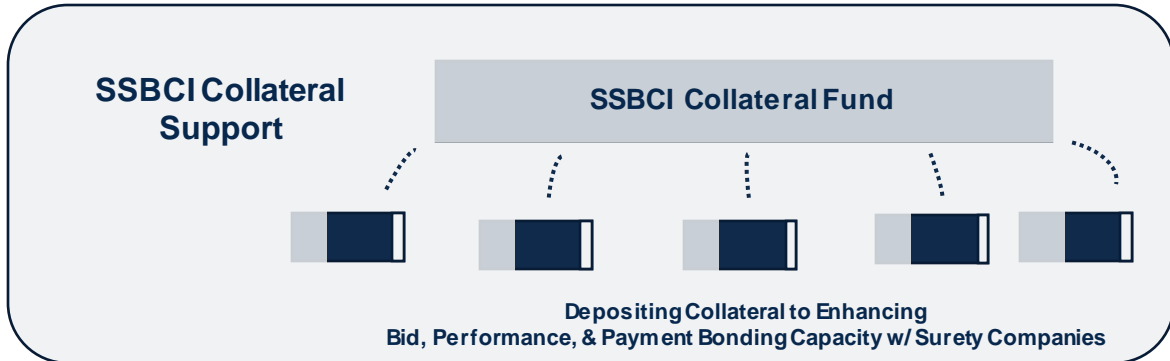 SSBCI Collateral
Support
SSBCI Collateral Fund
Depositing Collateral to Enhancing
Bid, Performance, & Payment Bonding Capacity w/ Surety Companies